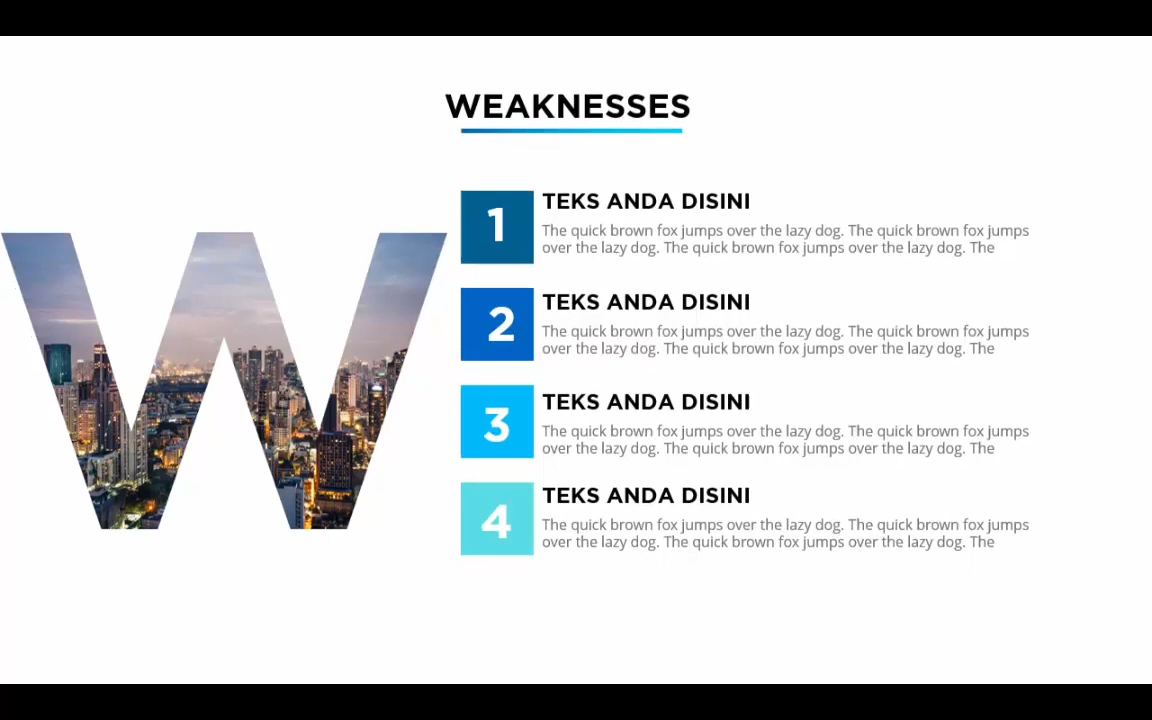 WEAKNESSES
W
1
TEKS ANDA DISINI
The quick brown fox jumps over the lazy dog. The quick brown fox jumps
over the lazy dog. The quick brown fox jumps over the lazy dog. The
2
TEKS ANDA DISINI
The quick brown fox jumps over the lazy dog. The quick brown fox jumps
over the lazy dog. The quick brown fox jumps over the lazy dog. The
3
TEKS ANDA DISINI
The quick brown fox jumps over the lazy dog. The quick brown fox jumps
over the lazy dog. The quick brown fox jumps over the lazy dog. The
4
TEKS ANDA DISINI
The quick brown fox jumps over the lazy dog. The quick brown fox jumps
over the lazy dog. The quick brown fox jumps over the lazy dog. The